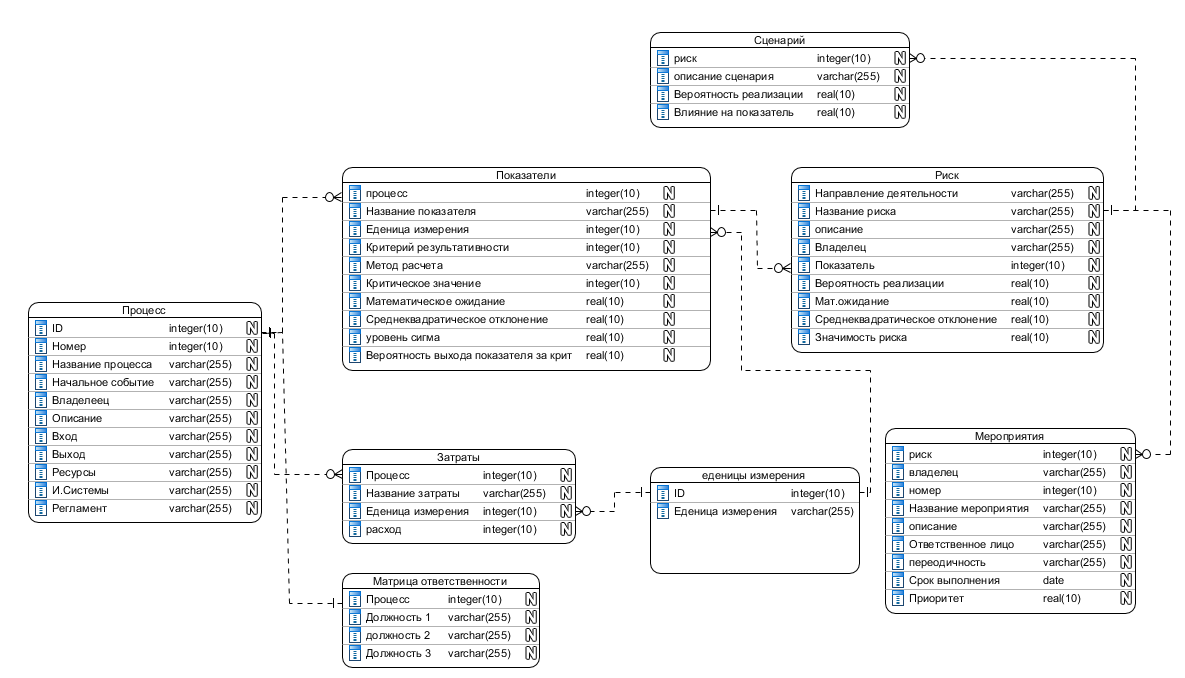 Сценарий
риск integer(10)
описание сценария varchar(255)
Вероятность реализации real(10)
Влияние на показатель real(10)
Показатели
процесс integer(10)
Название показателя varchar(255)
Еденица измерения integer(10)
Критерий результативности integer(10)
Метод расчета varchar(255)
Критическое значение integer(10)
Математическое ожидание real(10)
Среднеквадратическое отклонение real(10)
уровень сигма real(10)
Вероятность выхода показателя за крит real(10)
Риск
Направление деятельности varchar(255)
Название риска varchar(255)
описание varchar(255)
Владелец varchar(255)
Показатель integer(10)
Вероятность реализации real(10)
Мат.ожидание real(10)
Среднеквадратическое отклонение real(10)
Значимость риска real(10)
Процесс
ID integer(10)
Номер integer(10)
Название процесса varchar(255)
Начальное событие varchar(255)
Владелеец varchar(255)
Описание varchar(255)
Вход varchar(255)
Выход varchar(255)
Ресурсы varchar(255)
И.Системы varchar(255)
Регламент varchar(255)
Затраты
Процесс integer(10)
Название затраты varchar(255)
Еденица измерения integer(10)
расход integer(10)
еденицы измерения
ID integer(10)
Еденица измерения varchar(255)
Мероприятия
риск integer(10)
владелец varchar(255)
номер integer(10)
Название мероприятия varchar(255)
описание varchar(255)
Ответственное лицо varchar(255)
переодичность varchar(255)
Срок выполнения date
Приоритет real(10)
Матрица ответственности
Процесс integer(10)
Должность 1 varchar(255)
должность 2 varchar(255)
Должность 3 varchar(255)